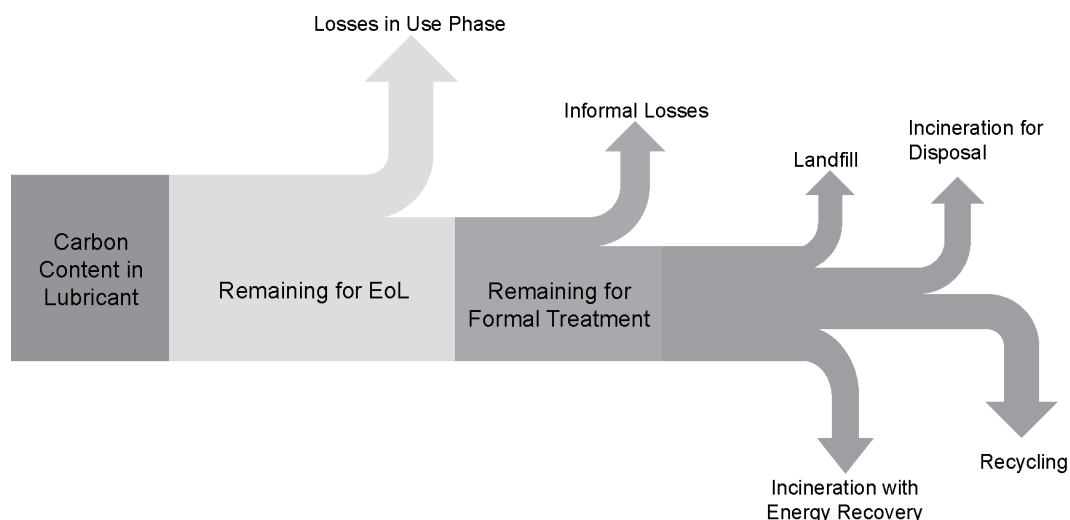 Losses in Use Phase
Informal Losses
Incineration for
Disposal
Landfill
Carbon
Content in
Lubricant
Remaining for EoL
Remaining for
Formal Treatment
Recycling
Incineration with
Energy Recovery